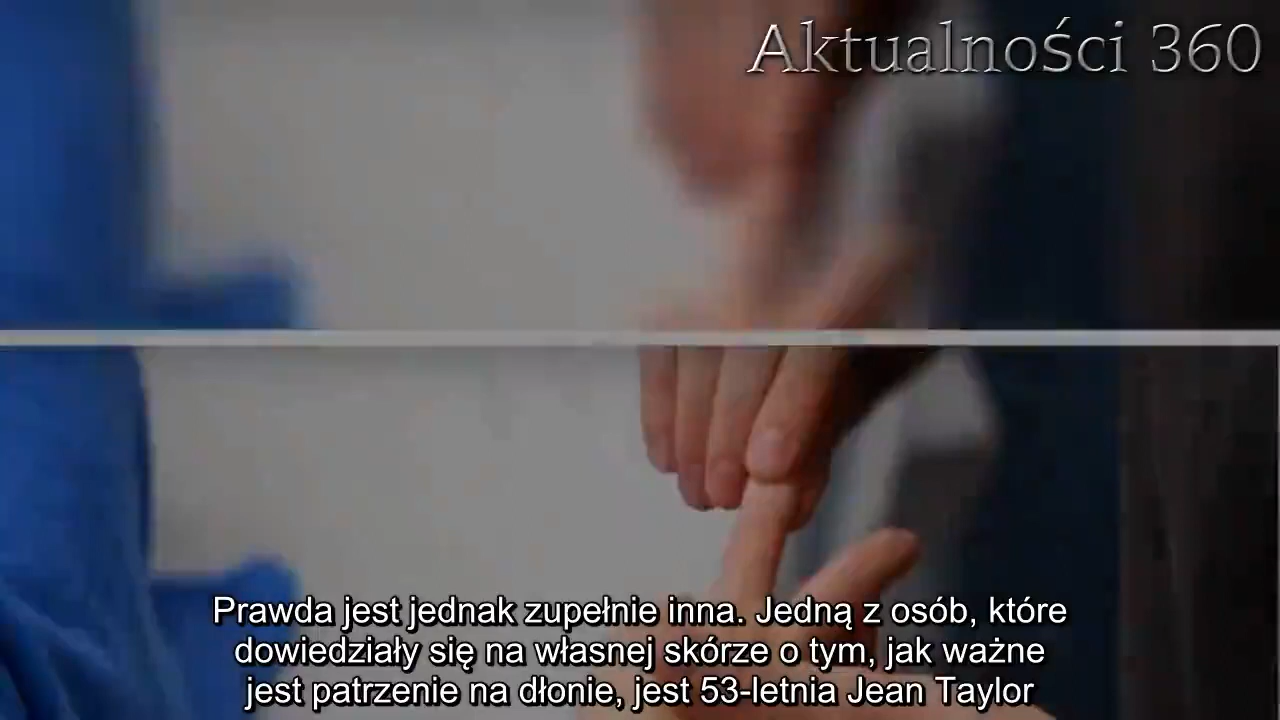 Aktualności 360
Prawda jest jednak zupełnie inna. Jedną z osób, które
dowiedziały się na własnej skórze o tym, jak ważne
jest patrzenie na dłonie, jest 53-letnia Jean Taylor